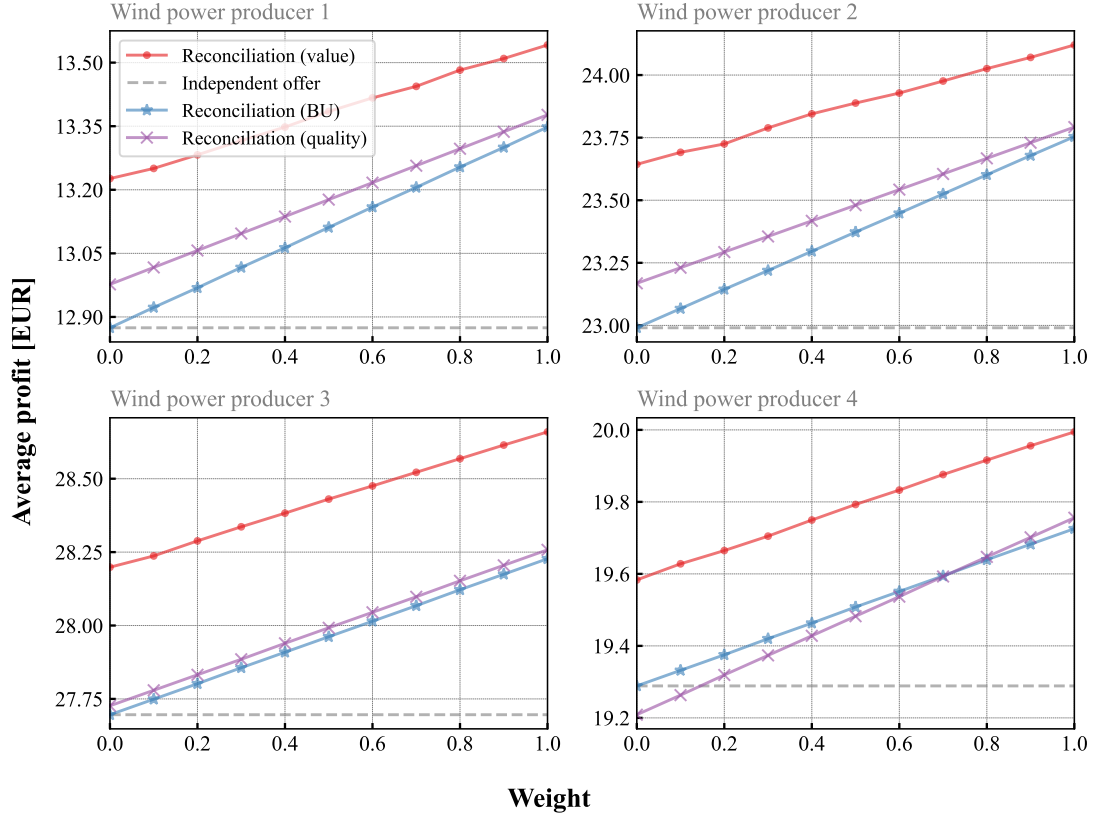 Wind power producer 1
Wind power producer 2
Reconciliation (value)
Independent offer
Reconciliation (BU)
Reconciliation (quality)
13.50
13.35
13.20
13.05
12.90
0.0 0.2 0.4 0.6 0.8 1.0
24.00
23.75
23.50
23.25
23.00
0.0 0.2 0.4 0.6 0.8 1.0
Average profit [EUR]
Wind power producer 3
Wind power producer 4
28.50
28.25
28.00
27.75
0.0 0.2 0.4 0.6 0.8 1.0
20.0
19.8
19.6
19.4
19.2
0.0 0.2 0.4 0.6 0.8 1.0
Weight